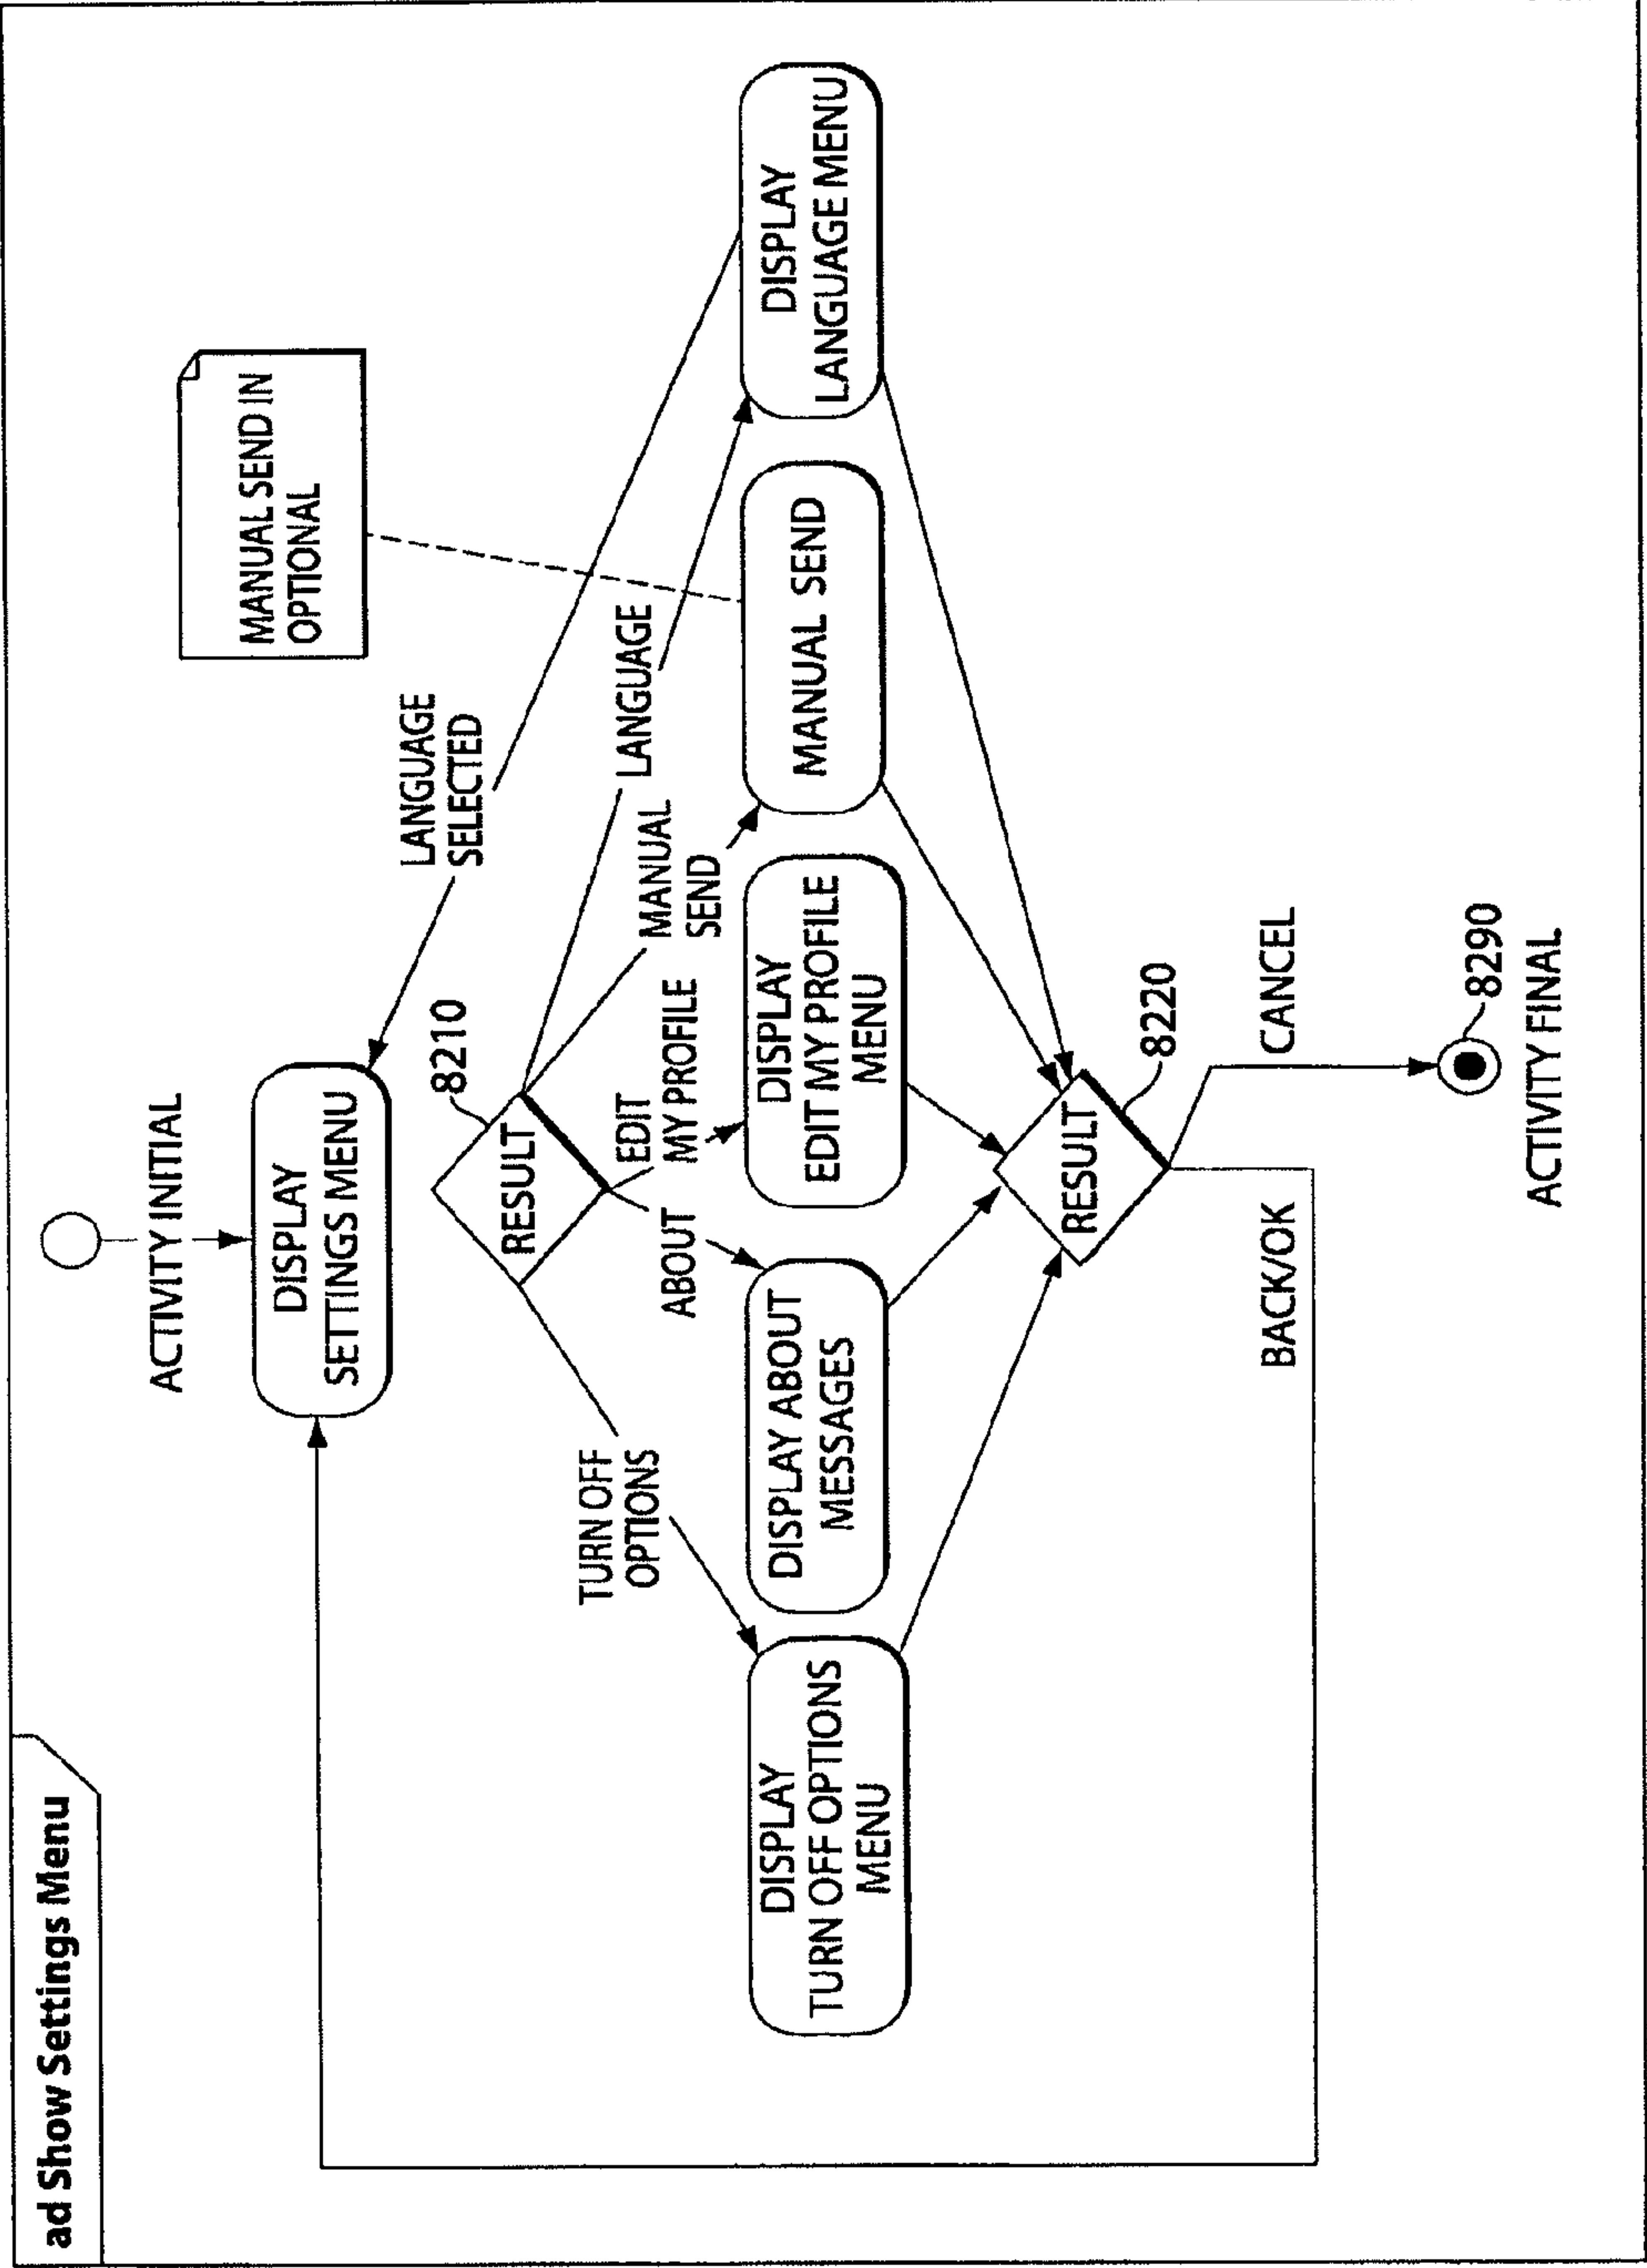 ad Show Settings Menu
ACTIVITY INITIAL
DISPLAY
SETTINGS MENU
LANGUAGE
SELECTED
MANUAL SEND IN
OPTIONAL
8210
RESULT
TURN OFF
OPTIONS
ABOUT
EDIT
MY PROFILE
MANUAL
SEND
LANGUAGE
DISPLAY
TURN OFF OPTIONS
MENU
DISPLAY ABOUT
MESSAGES
DISPLAY
EDIT MY PROFILE
MENU
MANUAL SEND
DISPLAY
LANGUAGE MENU
RESULT
8220
BACK/OK
CANCEL
8290
ACTIVITY FINAL